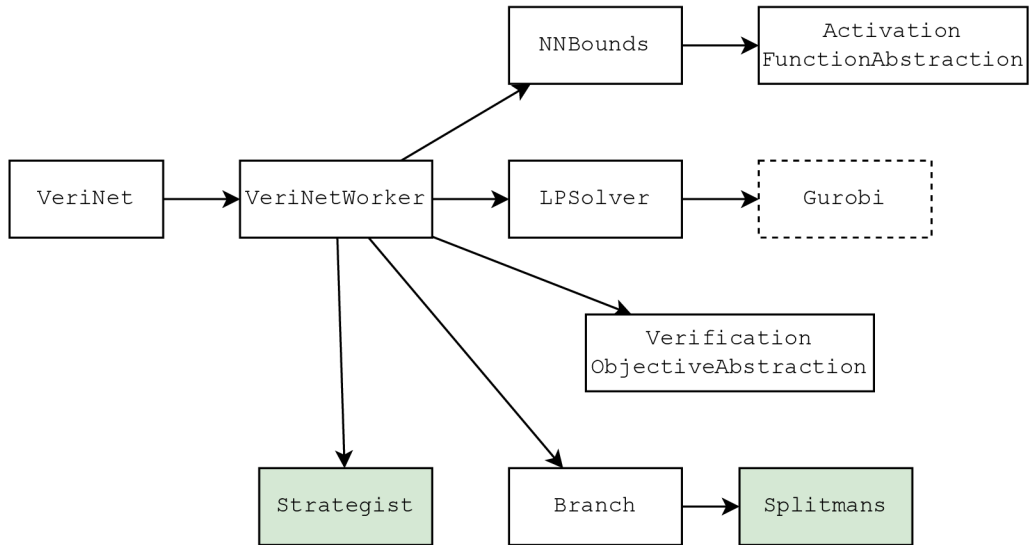 NNBounds
Activation
FunctionAbstraction
VeriNet
VeriNetWorker
LPSolver
Gurobi
Verification
ObjectiveAbstraction
Strategist
Branch
Splitmans